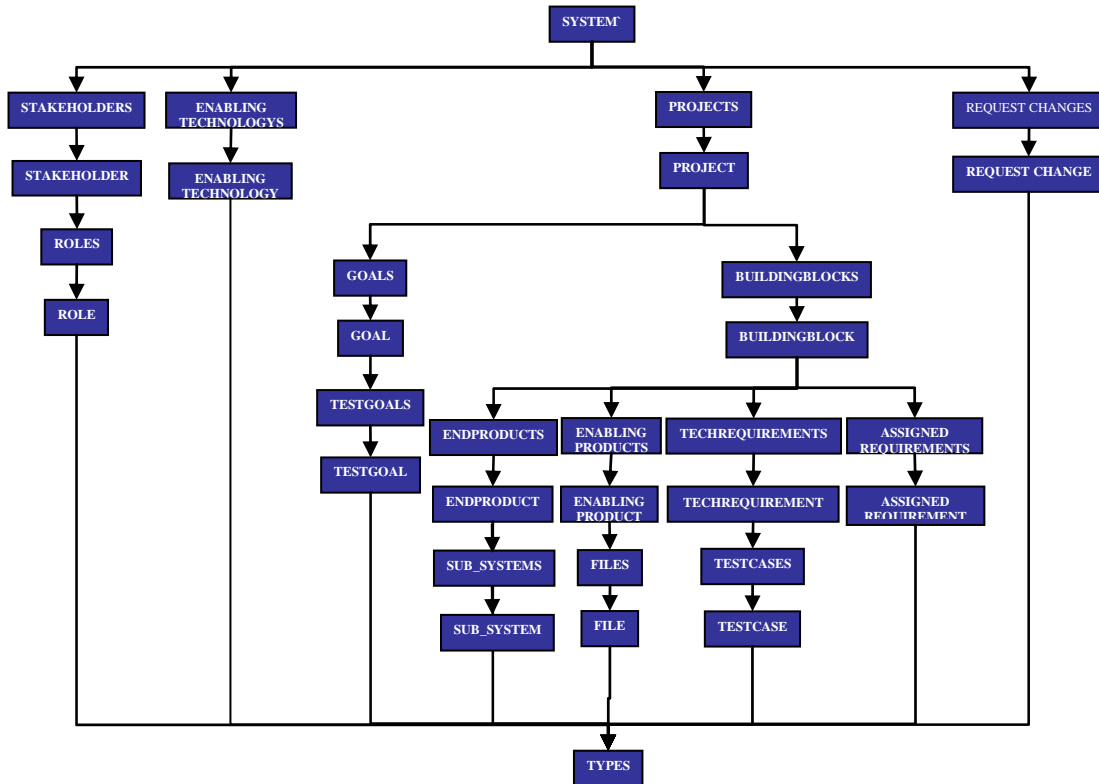 SYSTEM`
STAKEHOLDERS
ENABLING
TECHNOLOGYS
PROJECTS
REQUEST CHANGES
STAKEHOLDER
ENABLING
TECHNOLOGY
PROJECT
REQUEST CHANGE
ROLES
GOALS
BUILDINGBLOCKS
ROLE
GOAL
BUILDINGBLOCK
TESTGOALS
ENDPRODUCTS
ENABLING
PRODUCTS
TECHREQUIREMENTS
ASSIGNED
REQUIREMENTS
TESTGOAL
ENDPRODUCT
ENABLING
PRODUCT
TECHREQUIREMENT
ASSIGNED
REQUIREMENT
SUB_SYSTEMS
FILES
TESTCASES
SUB_SYSTEM
FILE
TESTCASE
TYPES